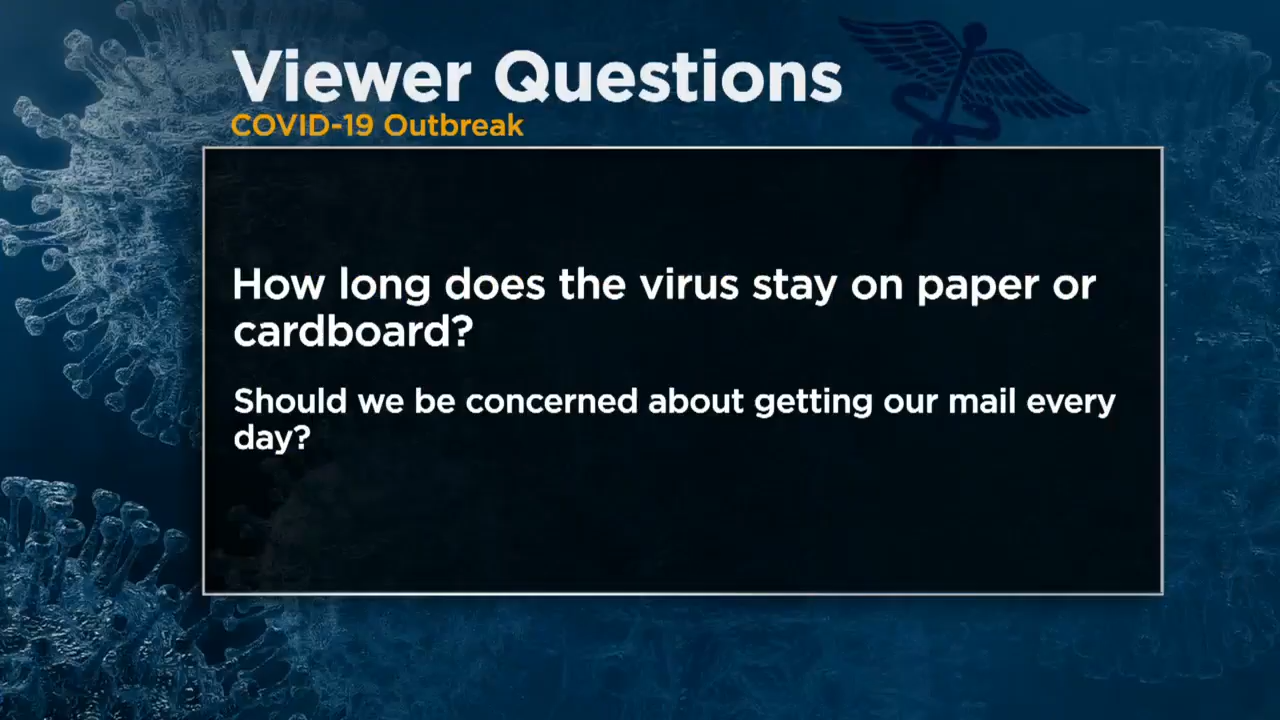 Viewer Questions
COVID-19 Outbreak
How long does the virus stay on paper or
cardboard?
Should we be concerned about getting our mail every
day?